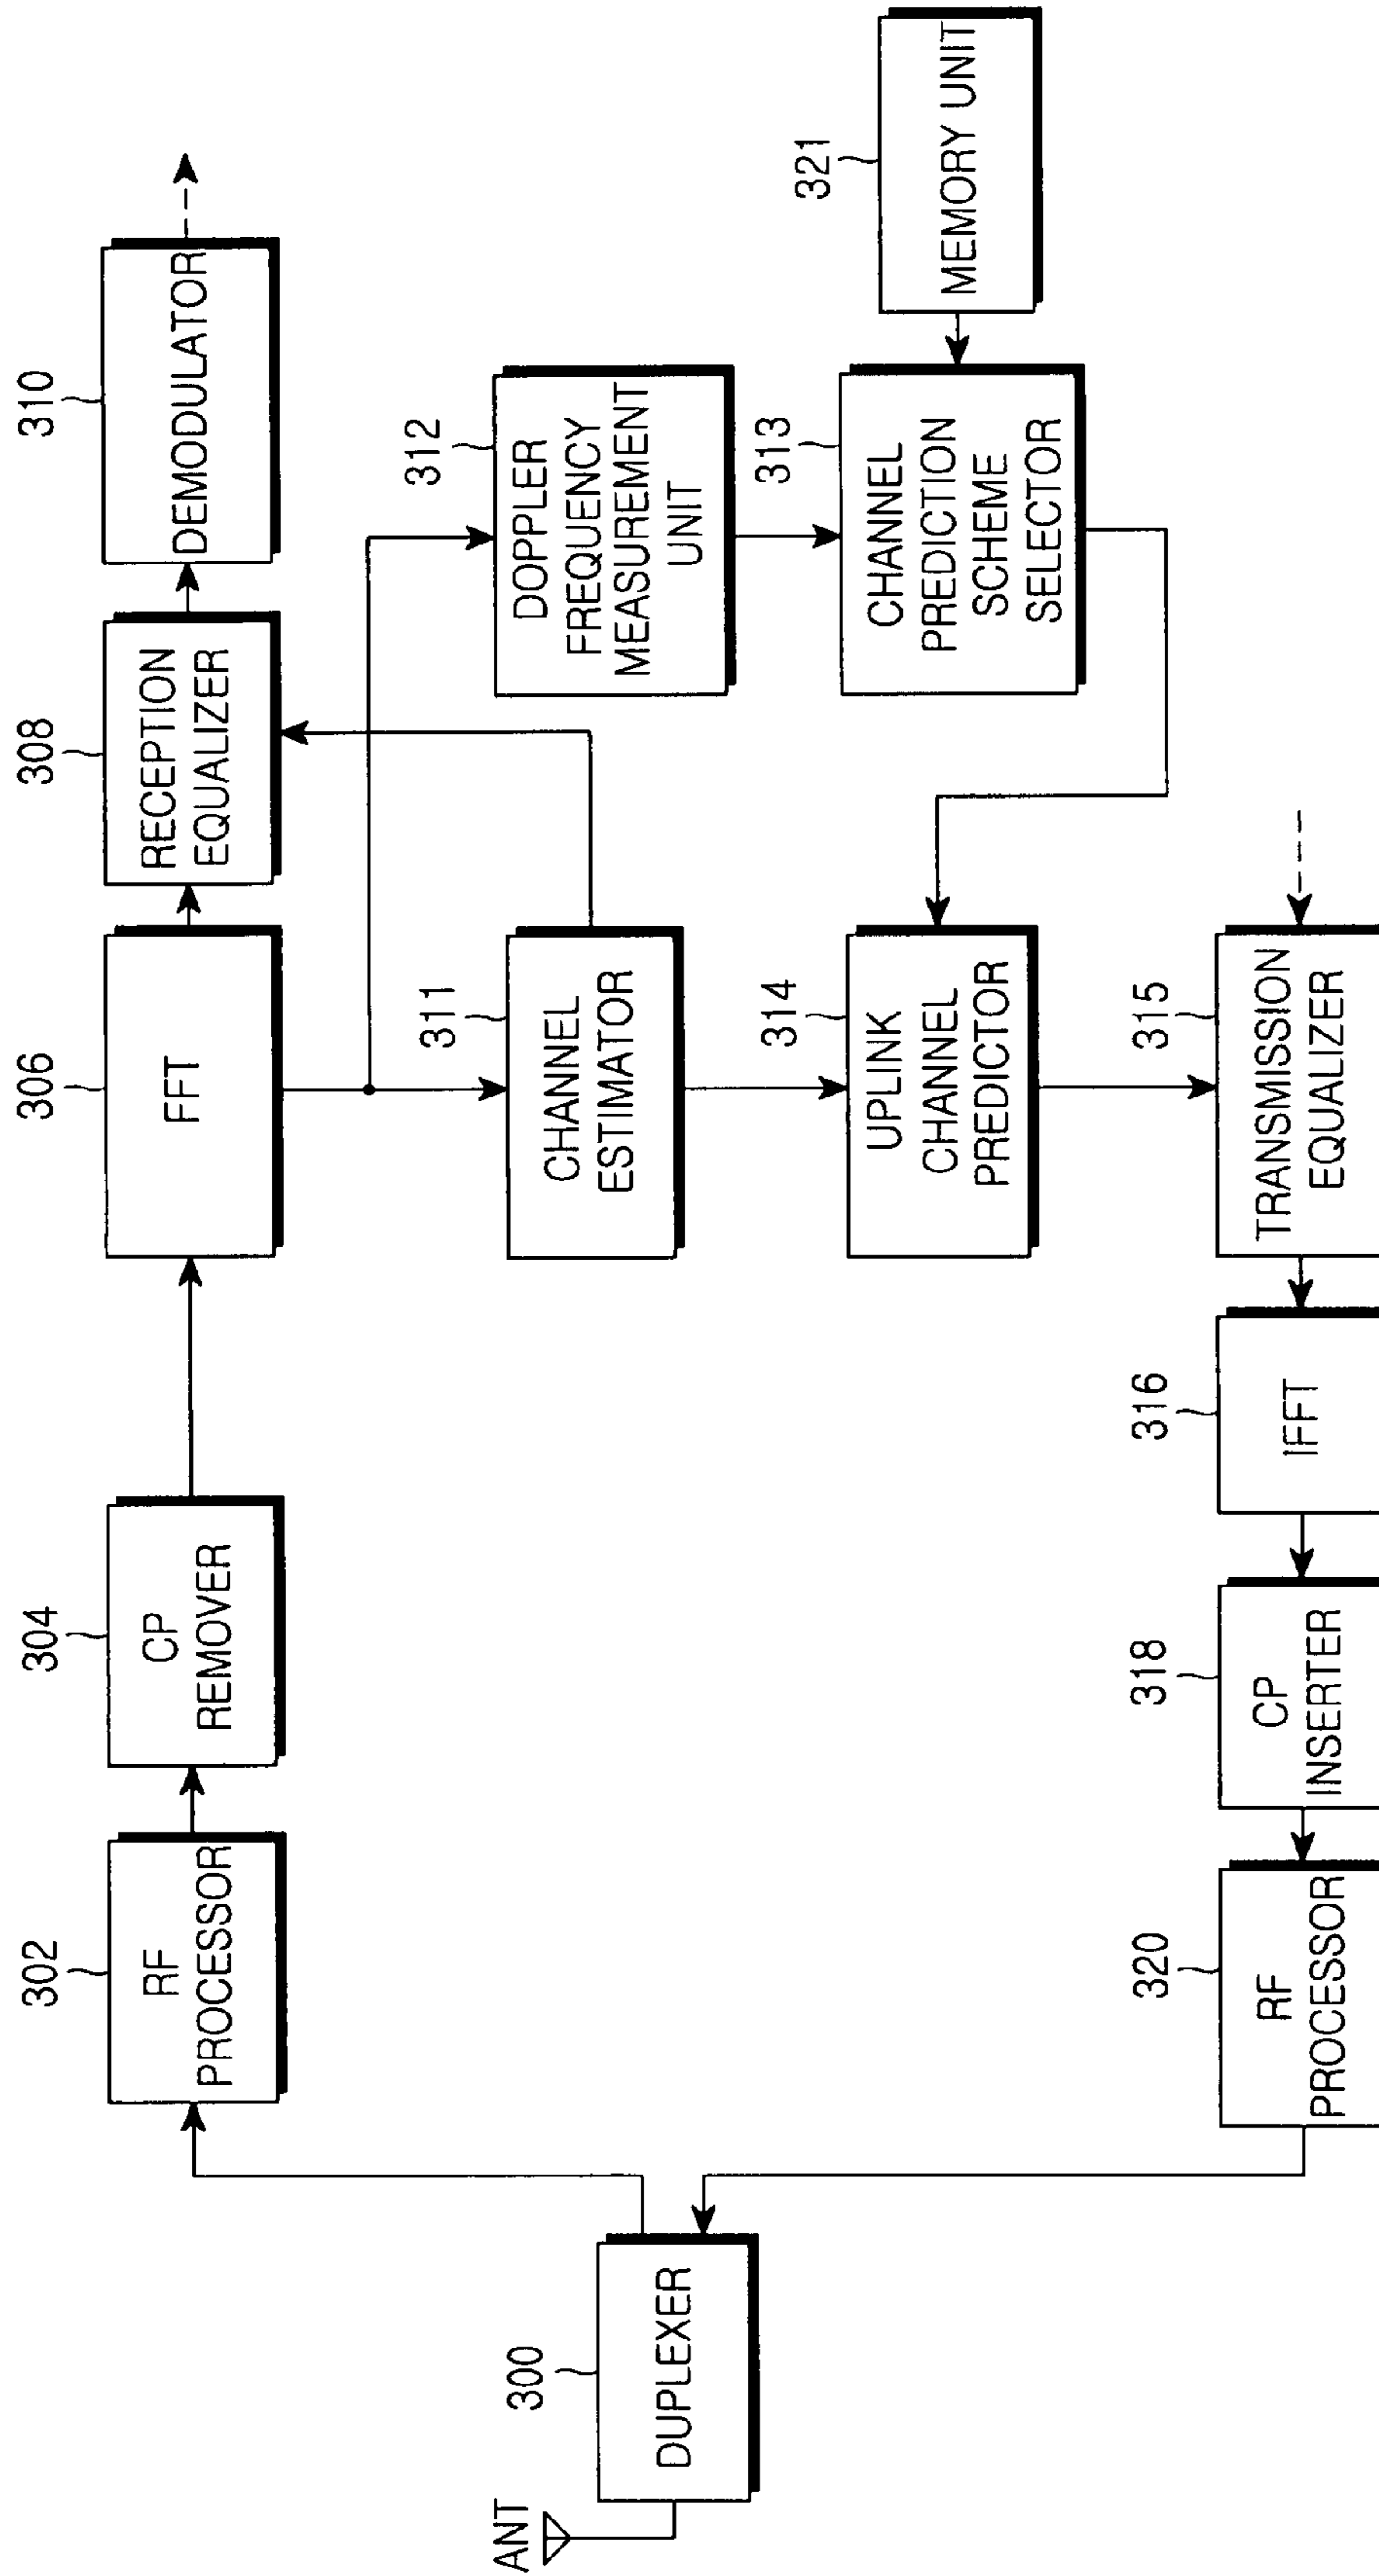 ANT
300
DUPLEXER
302
RF
PROCESSOR
304
CP
REMOVER
306
FFT
308
RECEPTION
EQUALIZER
310
DEMODULATOR
311
CHANNEL
ESTIMATOR
312
DOPPLER
FREQUENCY
MEASUREMENT
UNIT
314
UPLINK
CHANNEL
PREDICTOR
313
CHANNEL
PREDICTION
SCHEME
SELECTOR
321
MEMORY UNIT
320
RF
PROCESSOR
318
CP
INSERTER
316
IFFT
315
TRANSMISSION
EQUALIZER